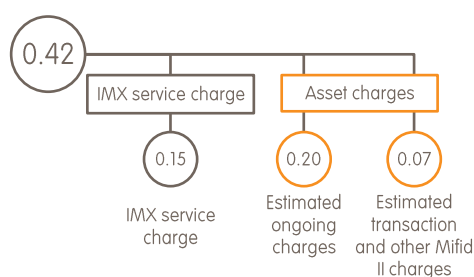 0.42
IMX service charge
Asset charges
0.15
0.20
0.07
IMX service
charge
Estimated
ongoing
charges
Estimated
transaction
and other Mifid
II charges